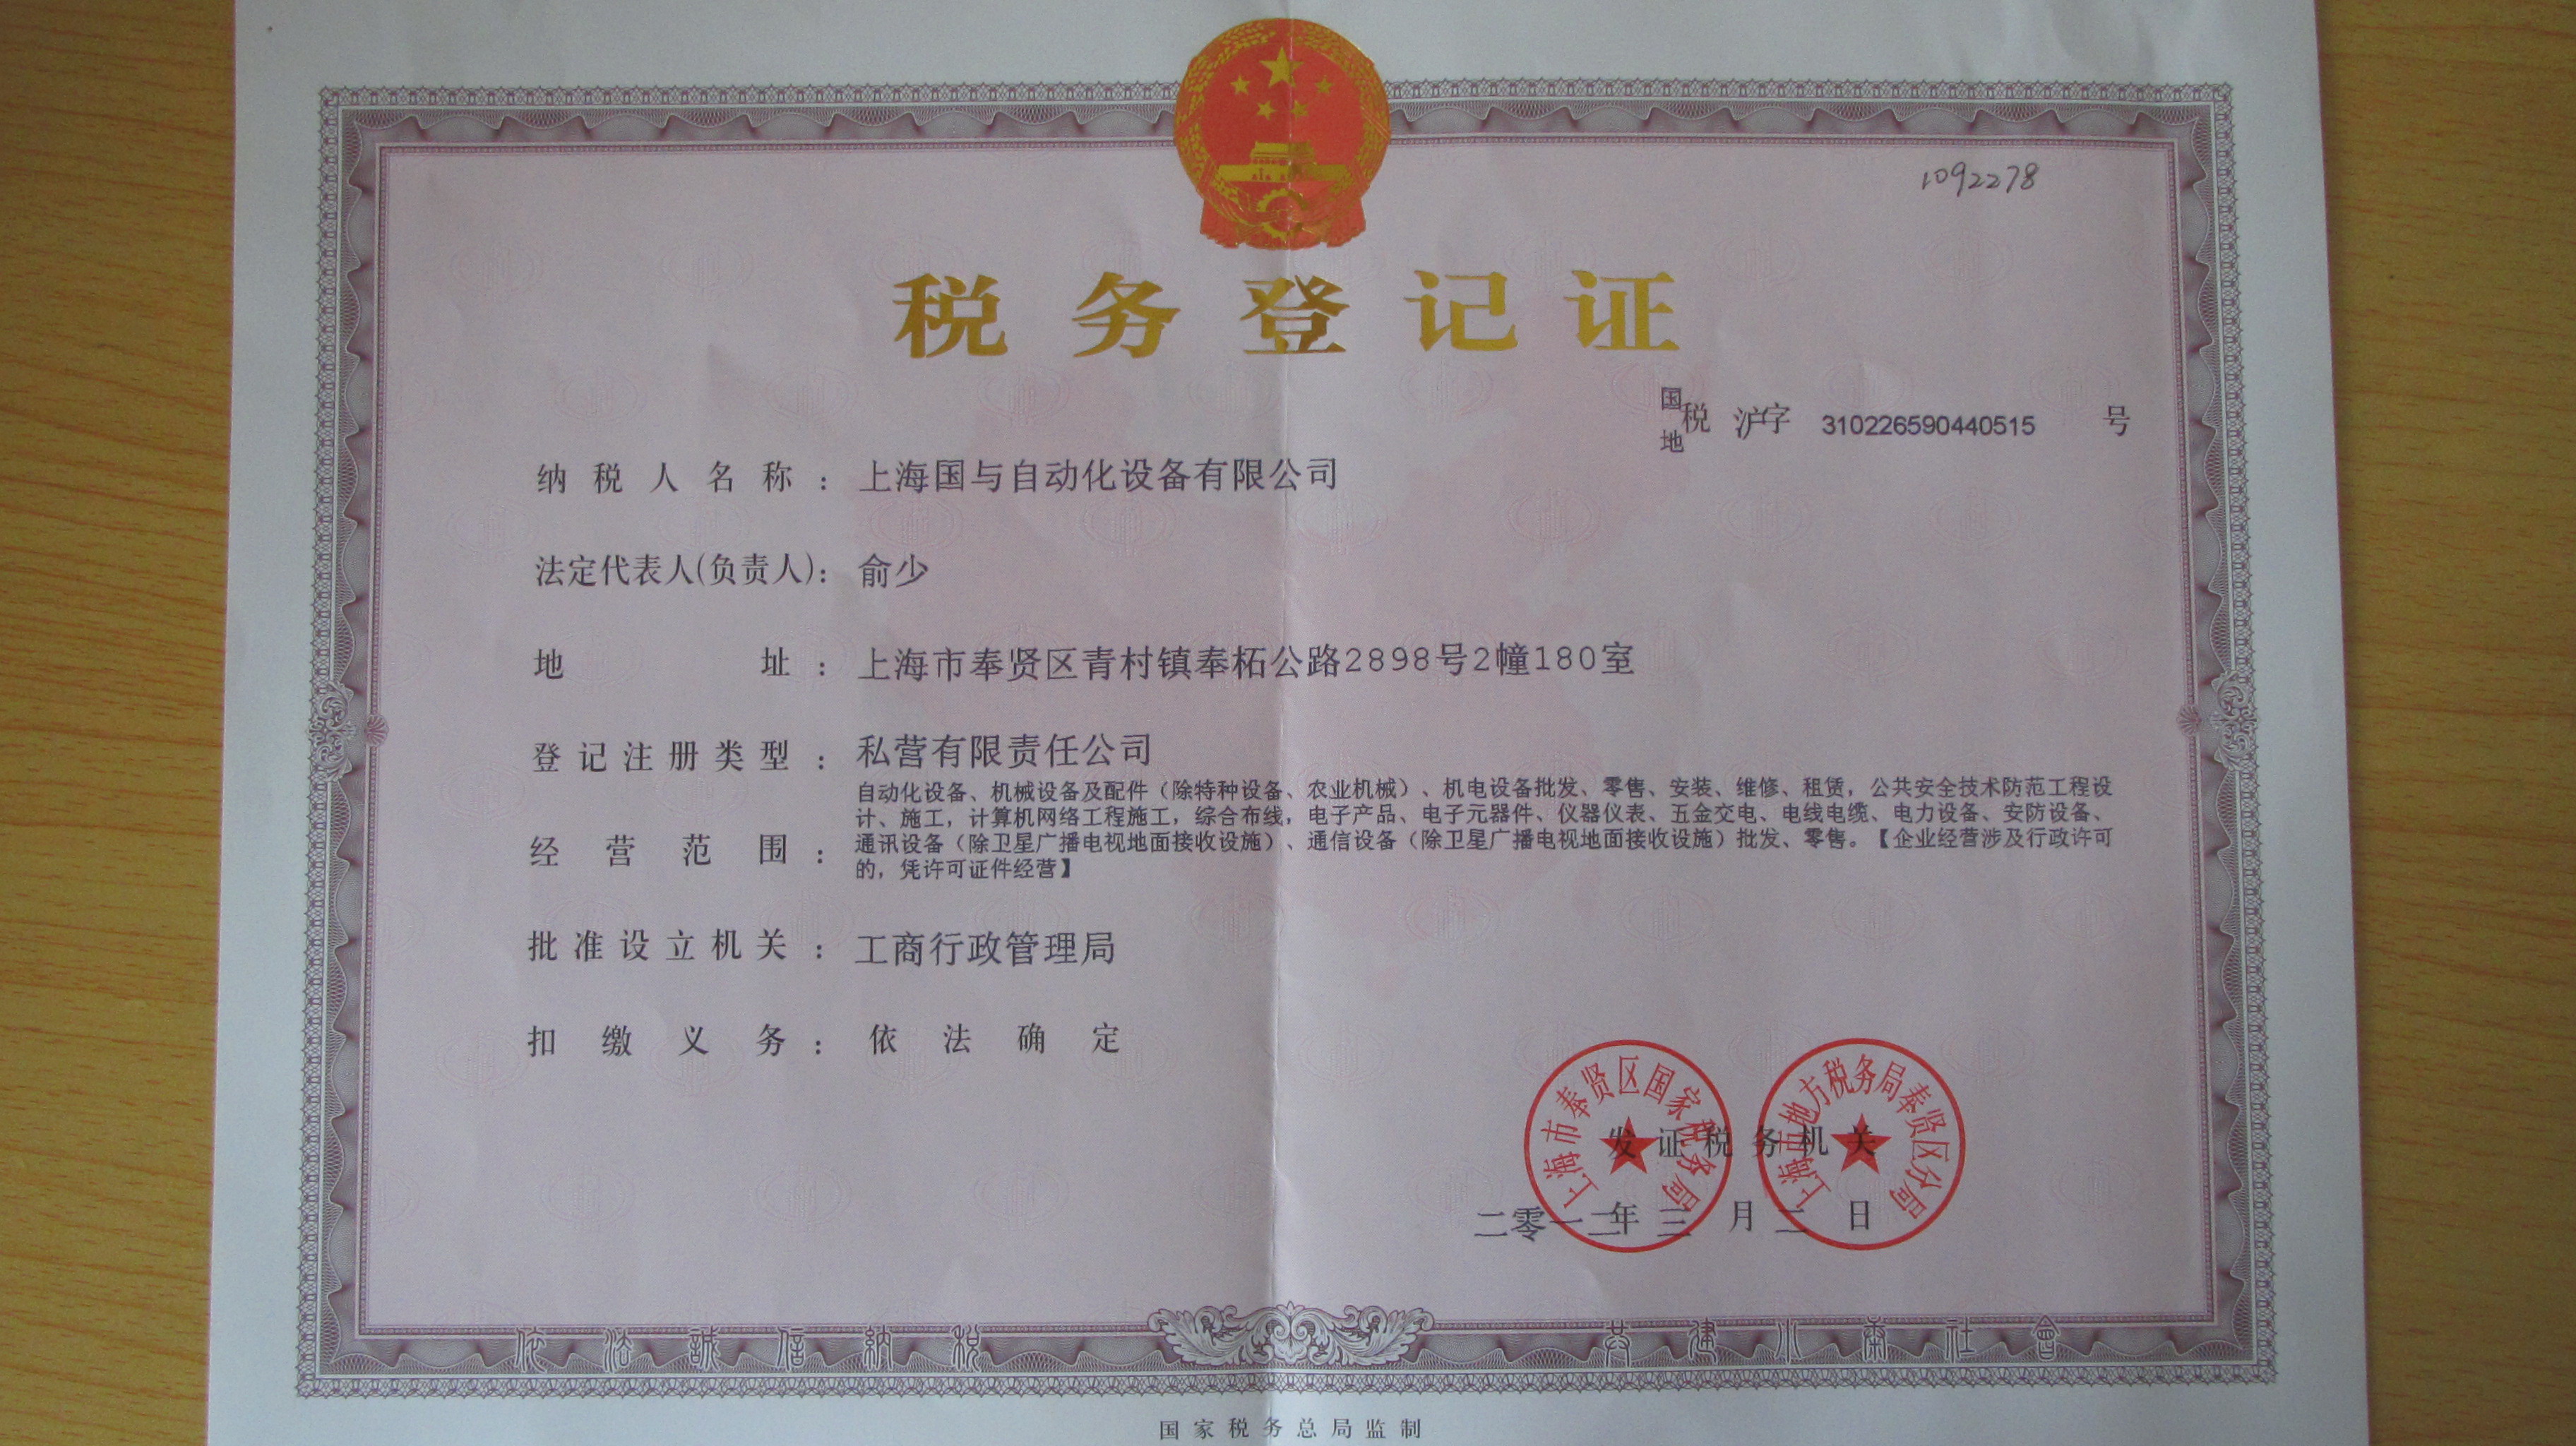 1092278
税务登记证
国地税 沪字 310226590440515 号
纳税人名称：上海国与自动化设备有限公司
法定代表人(负责人)：俞少
地址：上海市奉贤区青村镇奉柘公路2898号2幢180室
登记注册类型：私营有限责任公司
经营范围：自动化设备、机械设备及配件（除特种设备、农业机械）、机电设备批发、零售、安装、维修、租赁，公共安全技术防范工程设
计、施工，计算机网络工程施工，综合布线，电子产品、电子元器件、仪器仪表、五金交电、电线电缆、电力设备、安防设备、
通讯设备（除卫星广播电视地面接收设施）、通信设备（除卫星广播电视地面接收设施）批发、零售。【企业经营涉及行政许可
的，凭许可证件经营】
批准设立机关：工商行政管理局
扣缴义务：依法确定
上海市奉贤区国家税务局
上海市地方税务局奉贤区分局
发证税务机关
二零一二年三月二日
依法誠信納税
共建小康社會
国家税务总局监制